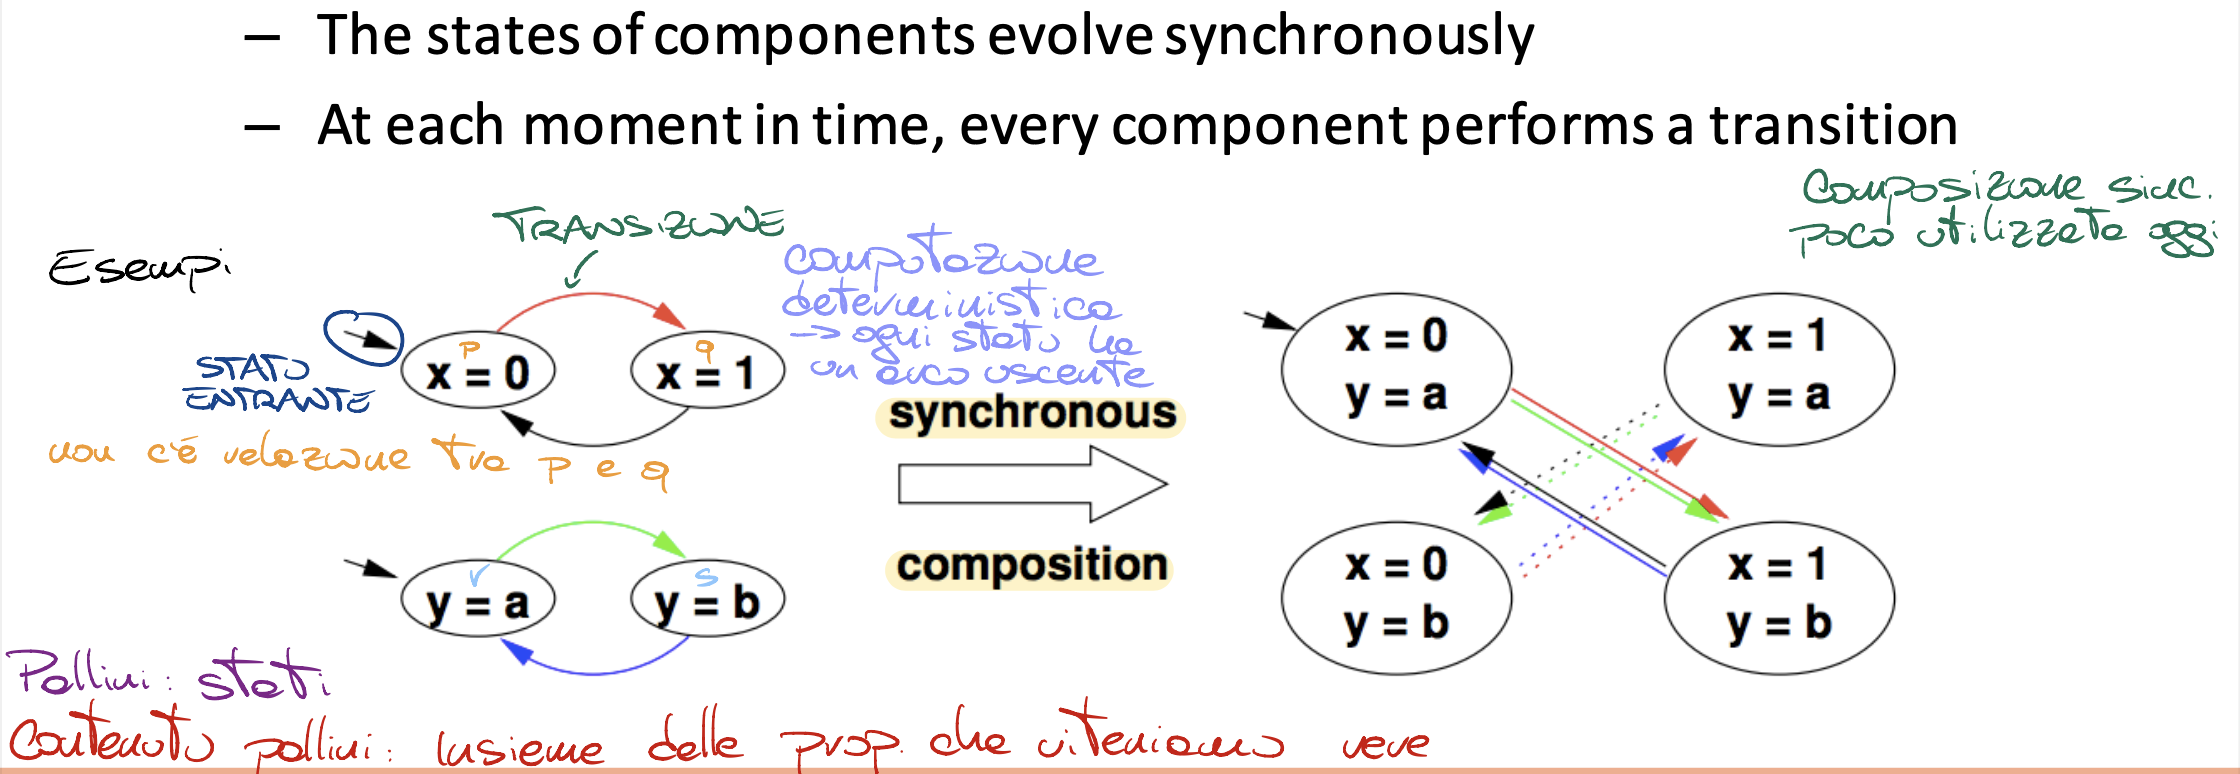 – The states of components evolve synchronously
– At each moment in time, every component performs a transition
Composizione sinc.
poco utilizzata oggi
TRANSIZIONE
Esempi
computazione
deterministica
-> ogni stato ha
un arco uscente
STATO
ENTRANTE
p
x = 0
q
x = 1
non c'è relazione tra p e q
r
y = a
s
y = b
synchronous
composition
x = 0
y = a
x = 1
y = a
x = 0
y = b
x = 1
y = b
Pallini: stati
Contenuto pallini: Insieme delle prop. che riteniamo vere